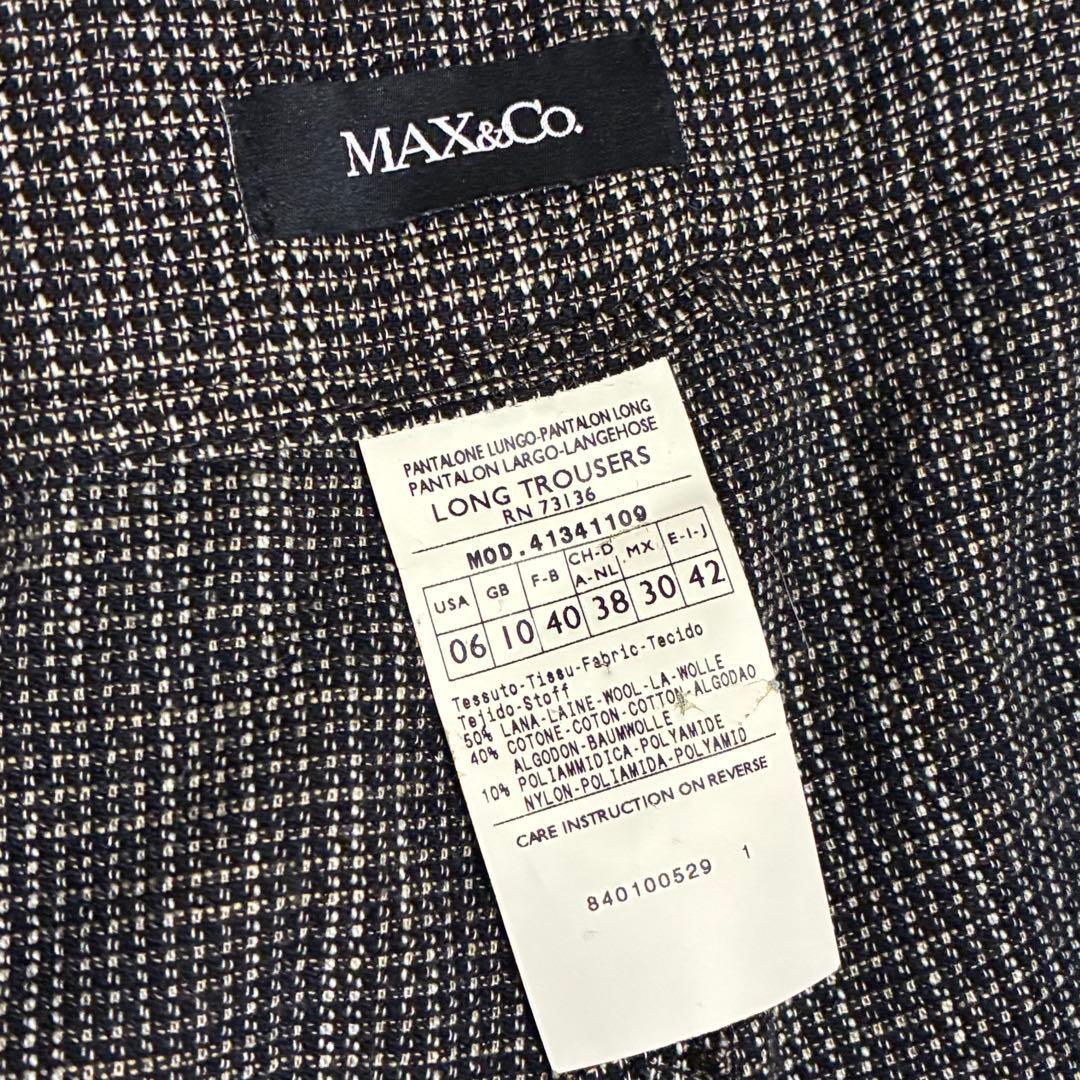 MAX&Co.
PANTALONE LUNGO-PANTALON LONG
PANTALON LARGO-LANGEHOSE
LONG TROUSERS
RN 73136
MOD.41341109
USA GB F-B CH-D A-NL MX E-I-J
06 10 40 38 30 42
Tessuto-Tissu-Fabric-Tecido
Tejido-Stoff
50% LANA-LAINE-WOOL-LA-WOLLE
40% COTONE-COTON-COTTON-ALGODAO
ALGODON-BAUMWOLLE
10% POLIAMMIDICA-POLYAMIDE
NYLON-POLIAMIDA-POLYAMID
CARE INSTRUCTION ON REVERSE
840100529 1